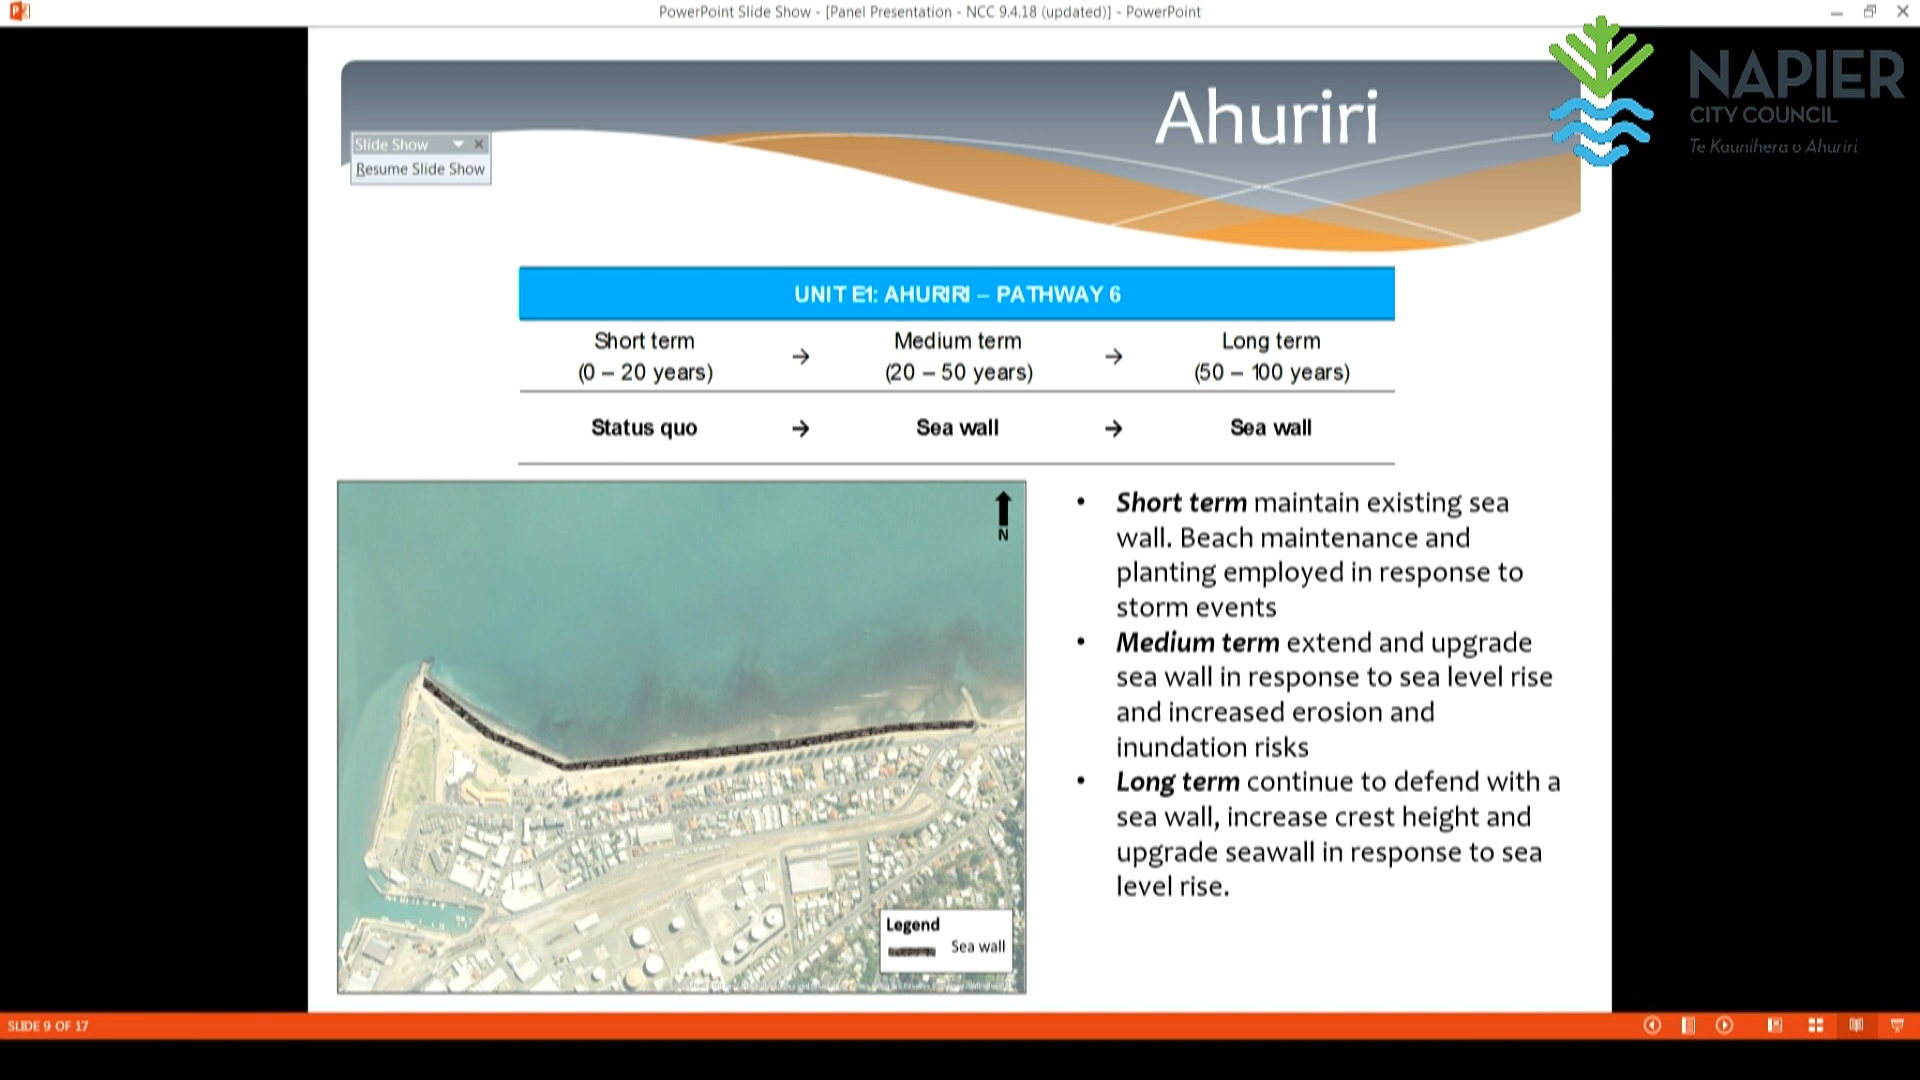 PowerPoint Slide Show - [Panel Presentation - NCC 9.4.18 (updated)] - PowerPoint
NAPIER
CITY COUNCIL
Te Kaunihera o Ahuriri
Ahuriri
Slide Show
Resume Slide Show
UNIT E1: AHURIRI – PATHWAY 6
Short term → Medium term → Long term
(0 – 20 years) (20 – 50 years) (50 – 100 years)
Status quo → Sea wall → Sea wall
N
Legend
Sea wall
• Short term maintain existing sea
wall. Beach maintenance and
planting employed in response to
storm events
• Medium term extend and upgrade
sea wall in response to sea level rise
and increased erosion and
inundation risks
• Long term continue to defend with a
sea wall, increase crest height and
upgrade seawall in response to sea
level rise.
SLIDE 9 OF 17